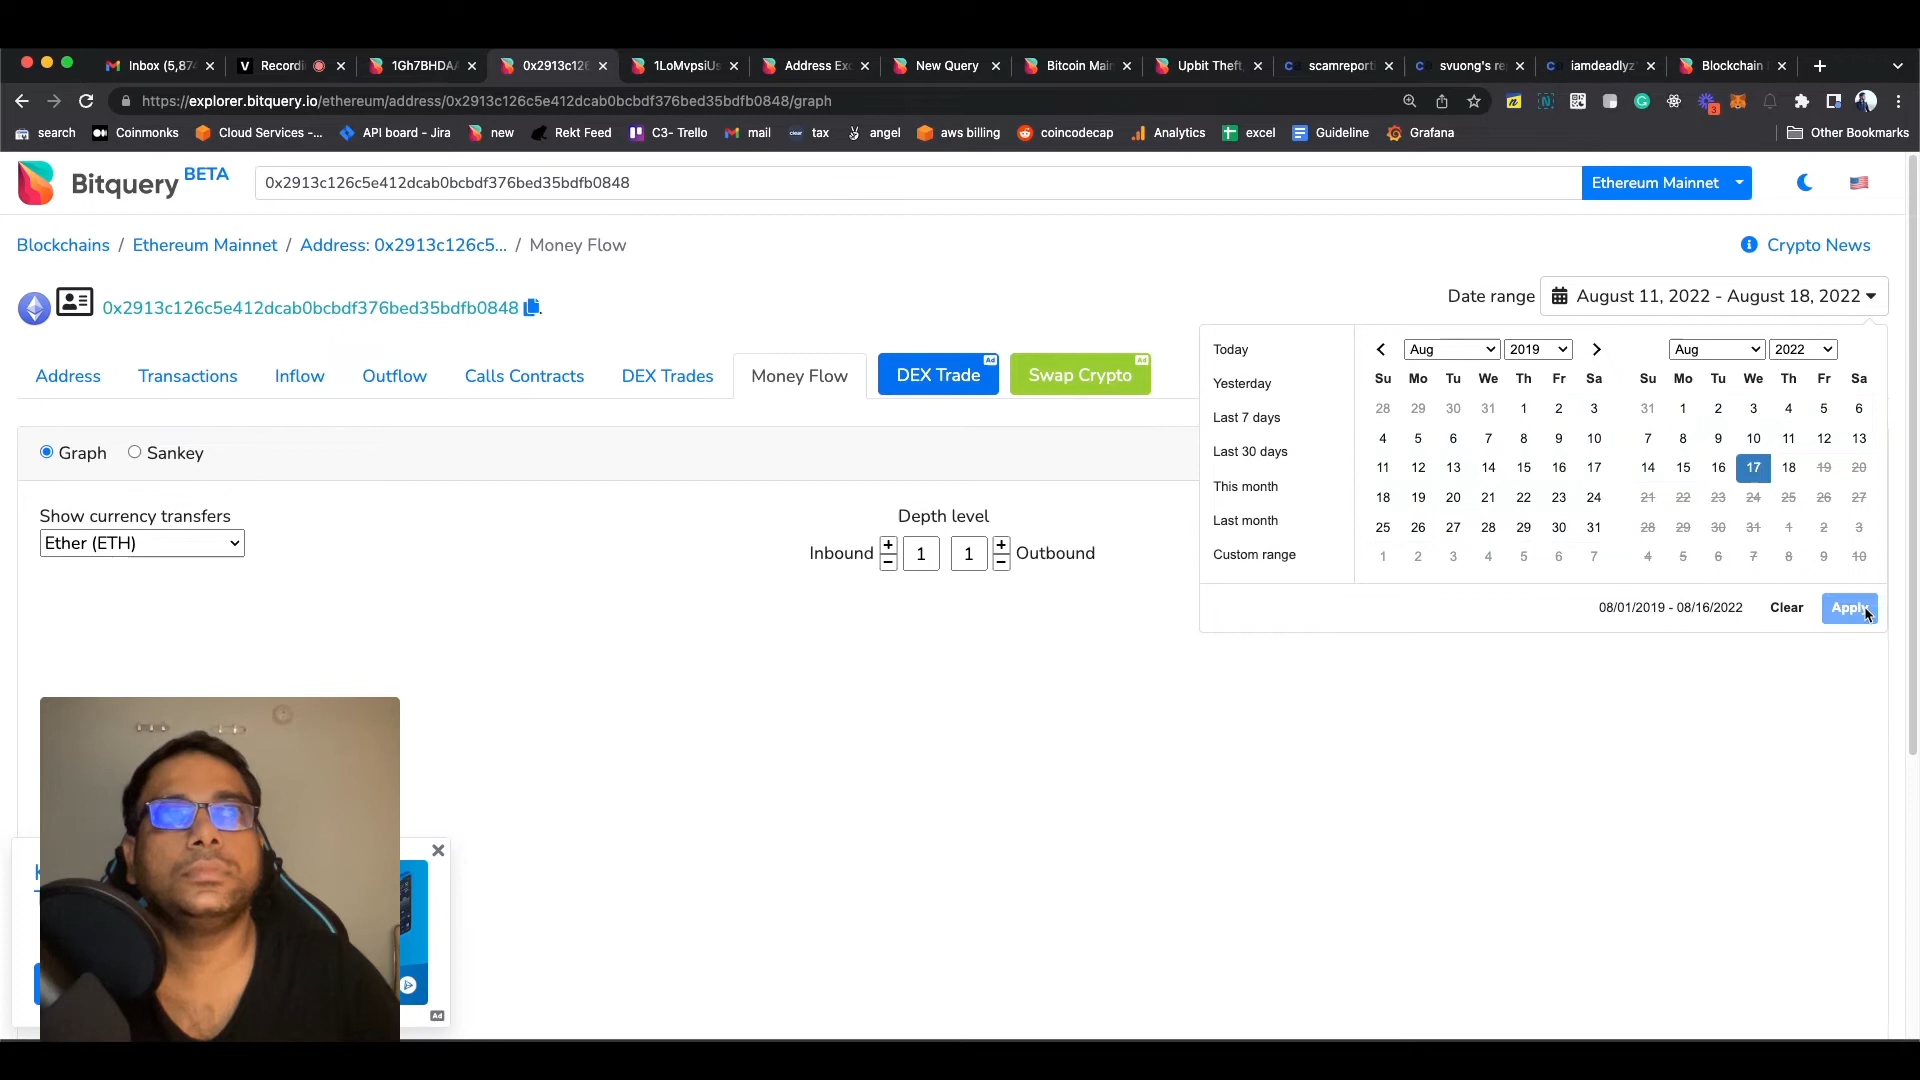 Inbox (5,87
Recordi
1Gh7BHDA
0x2913c126
1LoMvpsiUs
Address Ex
New Query
Bitcoin Mai
Upbit Theft,
scamreport
svuong's re
iamdeadlyz'
Blockchain
https://explorer.bitquery.io/ethereum/address/0x2913c126c5e412dcab0bcbdf376bed35bdfb0848/graph
3
search
Coinmonks
Cloud Services -...
API board - Jira
new
Rekt Feed
C3- Trello
mail
tax
angel
aws billing
coincodecap
Analytics
excel
Guideline
Grafana
Other Bookmarks
Bitquery BETA
0x2913c126c5e412dcab0bcbdf376bed35bdfb0848
Ethereum Mainnet
Blockchains / Ethereum Mainnet / Address: 0x2913c126c5... / Money Flow
Crypto News
0x2913c126c5e412dcab0bcbdf376bed35bdfb0848
Date range August 11, 2022 - August 18, 2022
Address
Transactions
Inflow
Outflow
Calls Contracts
DEX Trades
Money Flow
DEX Trade
Ad
Swap Crypto
Ad
Graph
Sankey
Show currency transfers
Ether (ETH)
Depth level
Inbound + - 1 1 + - Outbound
Today
Yesterday
Last 7 days
Last 30 days
This month
Last month
Custom range
Aug 2019
Su Mo Tu We Th Fr Sa
28 29 30 31 1 2 3
4 5 6 7 8 9 10
11 12 13 14 15 16 17
18 19 20 21 22 23 24
25 26 27 28 29 30 31
1 2 3 4 5 6 7
Aug 2022
Su Mo Tu We Th Fr Sa
31 1 2 3 4 5 6
7 8 9 10 11 12 13
14 15 16 17 18 19 20
21 22 23 24 25 26 27
28 29 30 31 1 2 3
4 5 6 7 8 9 10
08/01/2019 - 08/16/2022
Clear
Apply
Ad